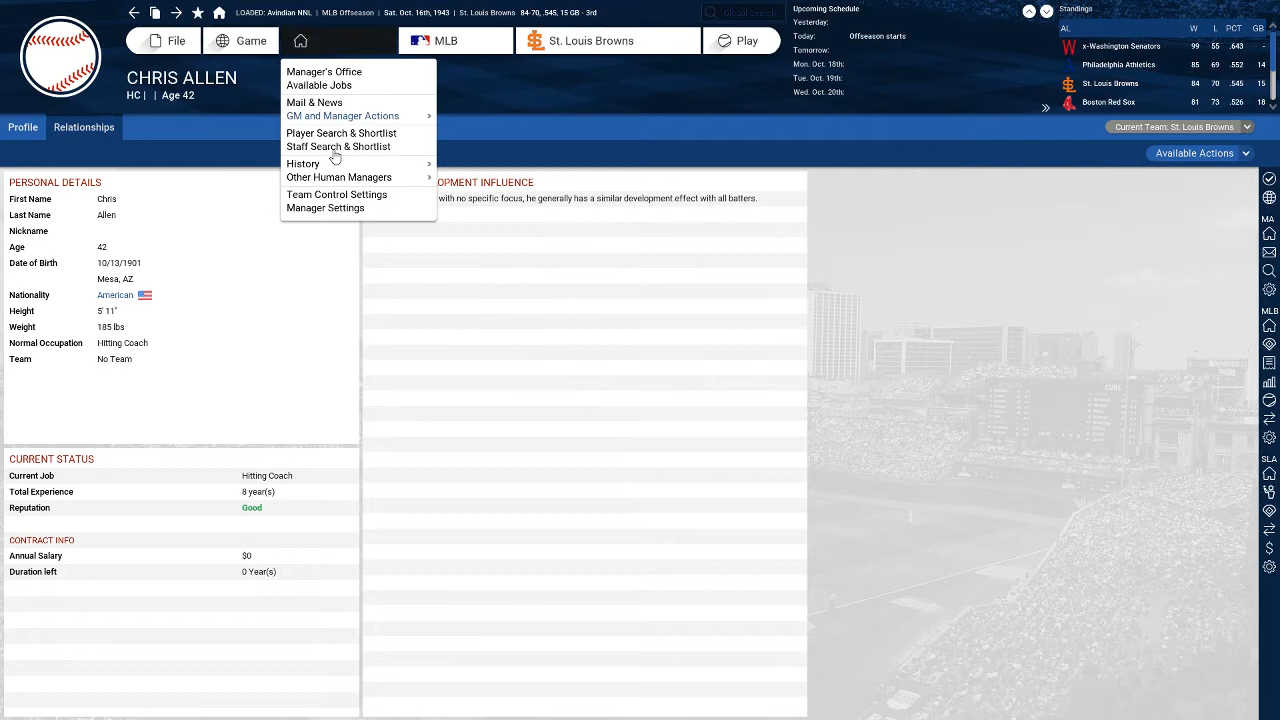 LOADED: Avindian NNL | MLB Offseason | Sat. Oct. 16th, 1943 | St. Louis Browns 84-70, .545, 15 GB - 3rd
Global Search
Upcoming Schedule
Yesterday:
Today: Offseason starts
Tomorrow:
Mon. Oct. 18th:
Tue. Oct. 19th:
Wed. Oct. 20th:
Standings
AL W L PCT GB
x-Washington Senators 99 55 .643 -
Philadelphia Athletics 85 69 .552 14
St. Louis Browns 84 70 .545 15
Boston Red Sox 81 73 .526 18
File
Game
MLB
St. Louis Browns
Play
CHRIS ALLEN
HC | | Age 42
Manager's Office
Available Jobs
Mail & News
GM and Manager Actions
Player Search & Shortlist
Staff Search & Shortlist
History
Other Human Managers
Team Control Settings
Manager Settings
Profile
Relationships
Current Team: St. Louis Browns
Available Actions
PERSONAL DETAILS
First Name Chris
Last Name Allen
Nickname
Age 42
Date of Birth 10/13/1901
Mesa, AZ
Nationality American
Height 5' 11"
Weight 185 lbs
Normal Occupation Hitting Coach
Team No Team
OPMENT INFLUENCE
with no specific focus, he generally has a similar development effect with all batters.
CURRENT STATUS
Current Job Hitting Coach
Total Experience 8 year(s)
Reputation Good
CONTRACT INFO
Annual Salary $0
Duration left 0 Year(s)
MA
MLB
SLA
CUBS